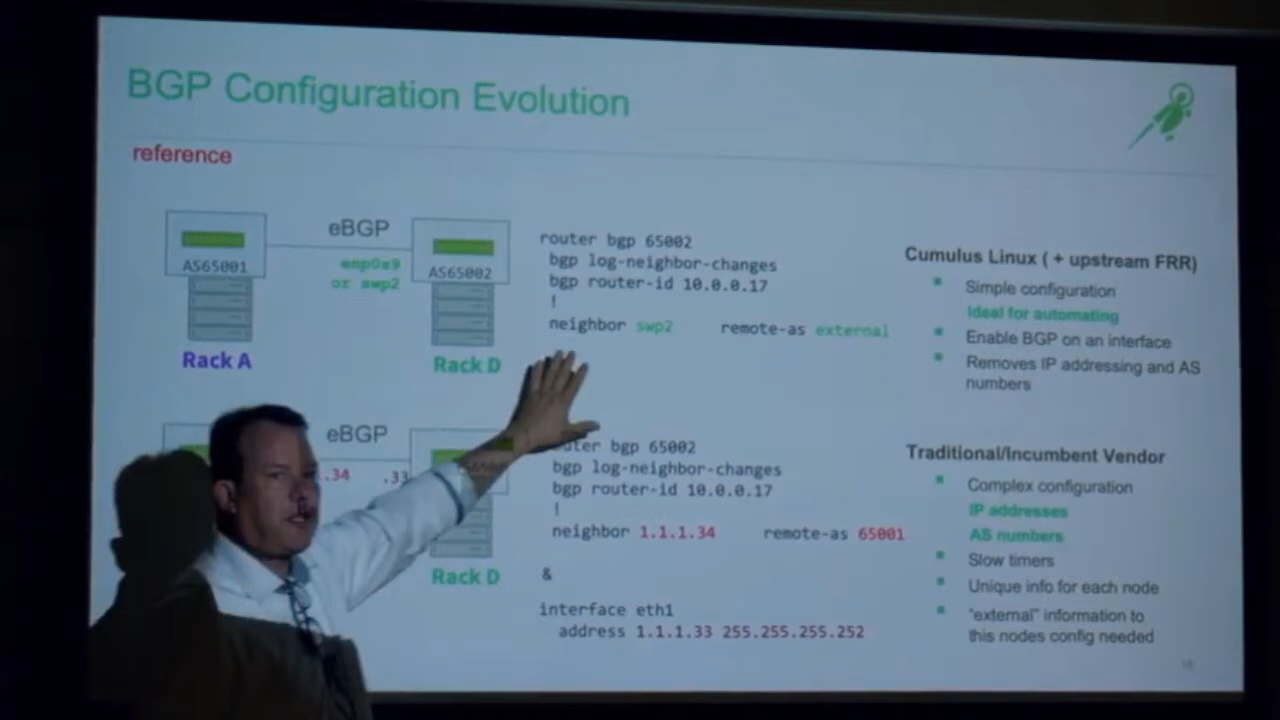 BGP Configuration Evolution
reference
eBGP
AS65001
enp0s9
or swp2
AS65002
Rack A
Rack D
router bgp 65002
bgp log-neighbor-changes
bgp router-id 10.0.0.17
!
neighbor swp2 remote-as external
Cumulus Linux ( + upstream FRR)
Simple configuration
Ideal for automating
Enable BGP on an interface
Removes IP addressing and AS
numbers
eBGP
.34 .33
Rack D
router bgp 65002
bgp log-neighbor-changes
bgp router-id 10.0.0.17
!
neighbor 1.1.1.34 remote-as 65001
&
interface eth1
address 1.1.1.33 255.255.255.252
Traditional/Incumbent Vendor
Complex configuration
IP addresses
AS numbers
Slow timers
Unique info for each node
"external" information to
this nodes config needed